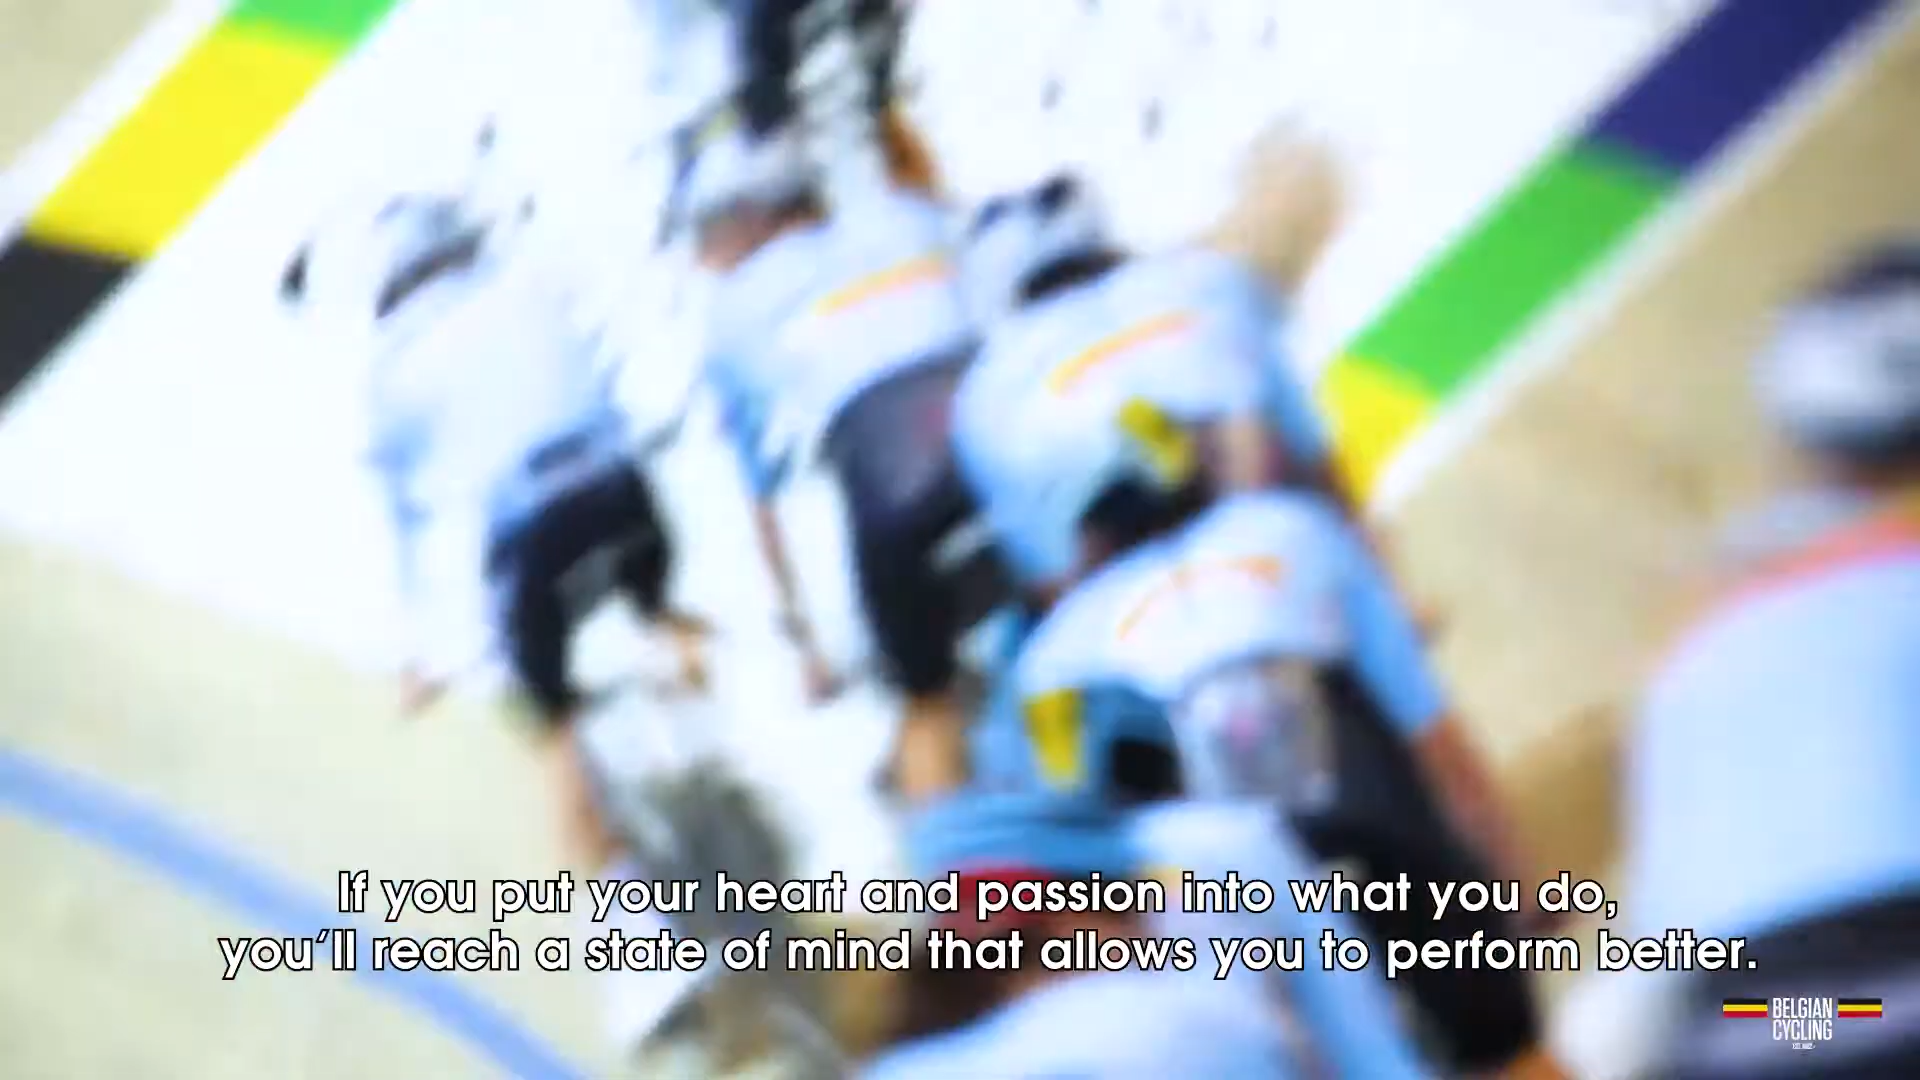 If you put your heart and passion into what you do,
you'll reach a state of mind that allows you to perform better.
BELGIAN
CYCLING